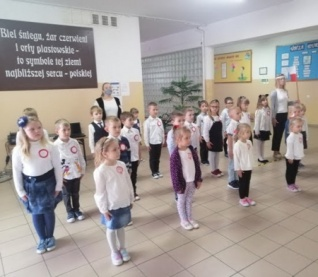 Biel śniegu, żar czerwieni
i orły piastowskie -
to symbole tej ziemi
najbliższej sercu - polskiej